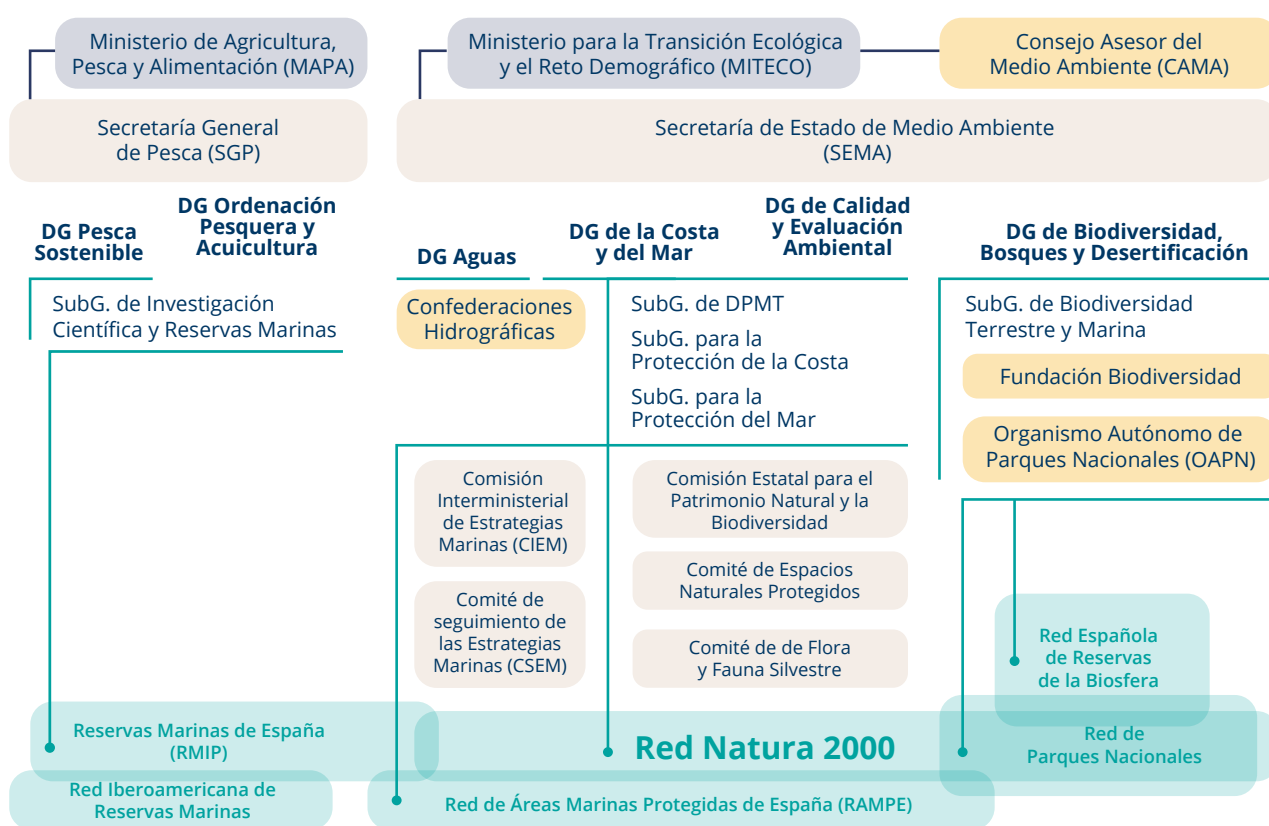 Ministerio de Agricultura,
Pesca y Alimentación (MAPA)
Ministerio para la Transición Ecológica
y el Reto Demográfico (MITECO)
Consejo Asesor del
Medio Ambiente (CAMA)
Secretaría General
de Pesca (SGP)
Secretaría de Estado de Medio Ambiente
(SEMA)
DG Pesca
Sostenible
DG Ordenación
Pesquera y
Acuicultura
DG Aguas
DG de la Costa
y del Mar
DG de Calidad
y Evaluación
Ambiental
DG de Biodiversidad,
Bosques y Desertificación
SubG. de Investigación
Científica y Reservas Marinas
Confederaciones
Hidrográficas
SubG. de DPMT
SubG. para la
Protección de la Costa
SubG. para la
Protección del Mar
SubG. de Biodiversidad
Terrestre y Marina
Fundación Biodiversidad
Organismo Autónomo de
Parques Nacionales (OAPN)
Comisión
Interministerial
de Estrategias
Marinas (CIEM)
Comité de
seguimiento de
las Estrategias
Marinas (CSEM)
Comisión Estatal para el
Patrimonio Natural y la
Biodiversidad
Comité de Espacios
Naturales Protegidos
Comité de de Flora
y Fauna Silvestre
Red Española
de Reservas
de la Biosfera
Reservas Marinas de España
(RMIP)
Red Natura 2000
Red de
Parques Nacionales
Red Iberoamericana de
Reservas Marinas
Red de Áreas Marinas Protegidas de España (RAMPE)